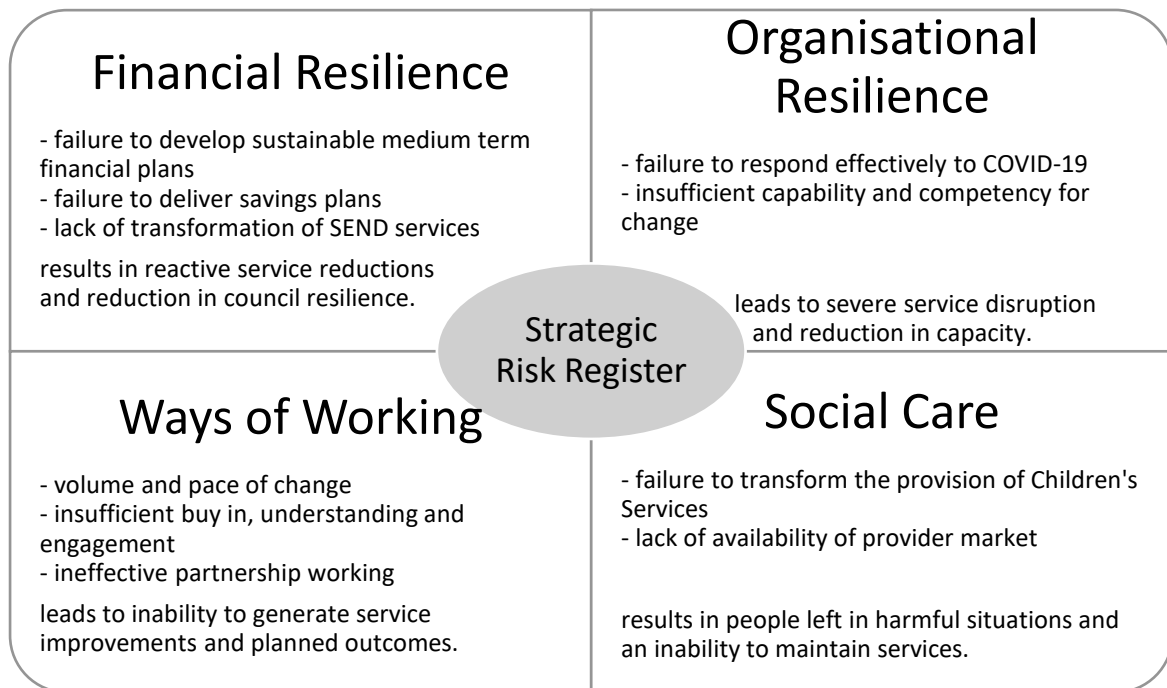 Financial Resilience
- failure to develop sustainable medium term
financial plans
- failure to deliver savings plans
- lack of transformation of SEND services
results in reactive service reductions
and reduction in council resilience.
Organisational
Resilience
- failure to respond effectively to COVID-19
- insufficient capability and competency for
change
leads to severe service disruption
and reduction in capacity.
Strategic
Risk Register
Ways of Working
- volume and pace of change
- insufficient buy in, understanding and
engagement
- ineffective partnership working
leads to inability to generate service
improvements and planned outcomes.
Social Care
- failure to transform the provision of Children's
Services
- lack of availability of provider market
results in people left in harmful situations and
an inability to maintain services.